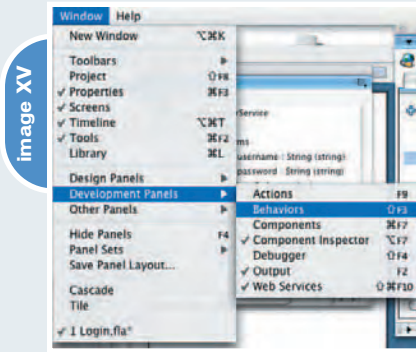 image XV
Window Help
New Window ⌥⌘K
Toolbars ▶
Project ⇧F8
✓ Properties ⌘F3
✓ Screens
✓ Timeline ⌥⌘T
✓ Tools ⌘F2
Library ⌘L
Design Panels ▶
Development Panels ▶
Other Panels ▶
Hide Panels F4
Panel Sets ▶
Save Panel Layout...
Cascade
Tile
✓ 1 Login.fla*
Service
ms
username : String (string)
password : String (string)
Actions F9
Behaviors ⇧F3
Components ⌘F7
✓ Component Inspector ⌥F7
Debugger ⇧F4
✓ Output F2
✓ Web Services ⇧⌘F10